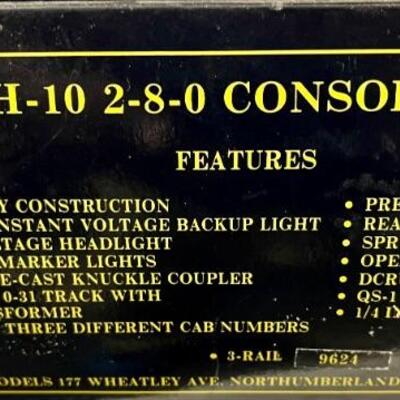 H-10 2-8-0 CONSOL
FEATURES
Y CONSTRUCTION
NSTANT VOLTAGE BACKUP LIGHT
TAGE HEADLIGHT
MARKER LIGHTS
E-CAST KNUCKLE COUPLER
0-31 TRACK WITH
SFORMER
THREE DIFFERENT CAB NUMBERS
• PRE
• REA
• SPR
• OPE
• DCR
• QS-1
• 1/4
• 3-RAIL 9624
ODELS 177 WHEATLEY AVE. NORTHUMBERLAND